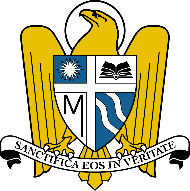 M
SANCTIFICA EOS IN VERITATE